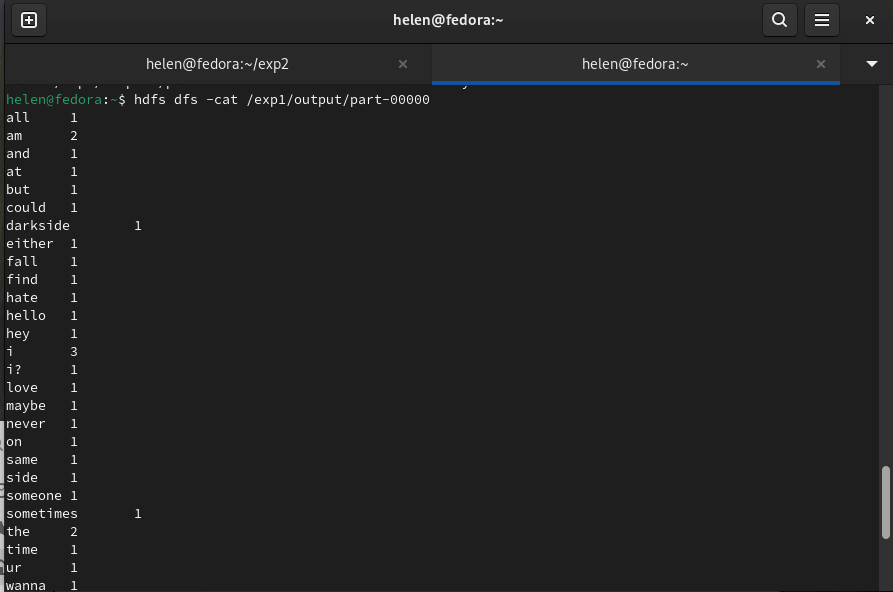 helen@fedora:~
helen@fedora:~/exp2
helen@fedora:~
helen@fedora:~$ hdfs dfs -cat /exp1/output/part-00000
all 1
am 2
and 1
at 1
but 1
could 1
darkside 1
either 1
fall 1
find 1
hate 1
hello 1
hey 1
i 3
i? 1
love 1
maybe 1
never 1
on 1
same 1
side 1
someone 1
sometimes 1
the 2
time 1
ur 1
wanna 1